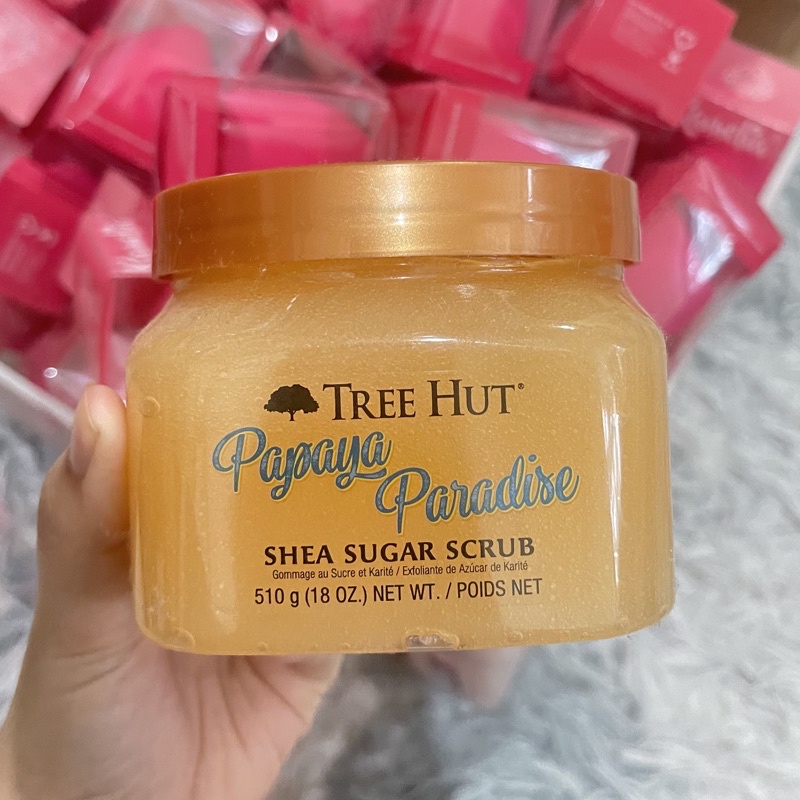 TREE HUT®
Papaya
Paradise
SHEA SUGAR SCRUB
Gommage au Sucre et Karité / Exfoliante de Azúcar de Karité
510 g (18 OZ.) NET WT. / POIDS NET